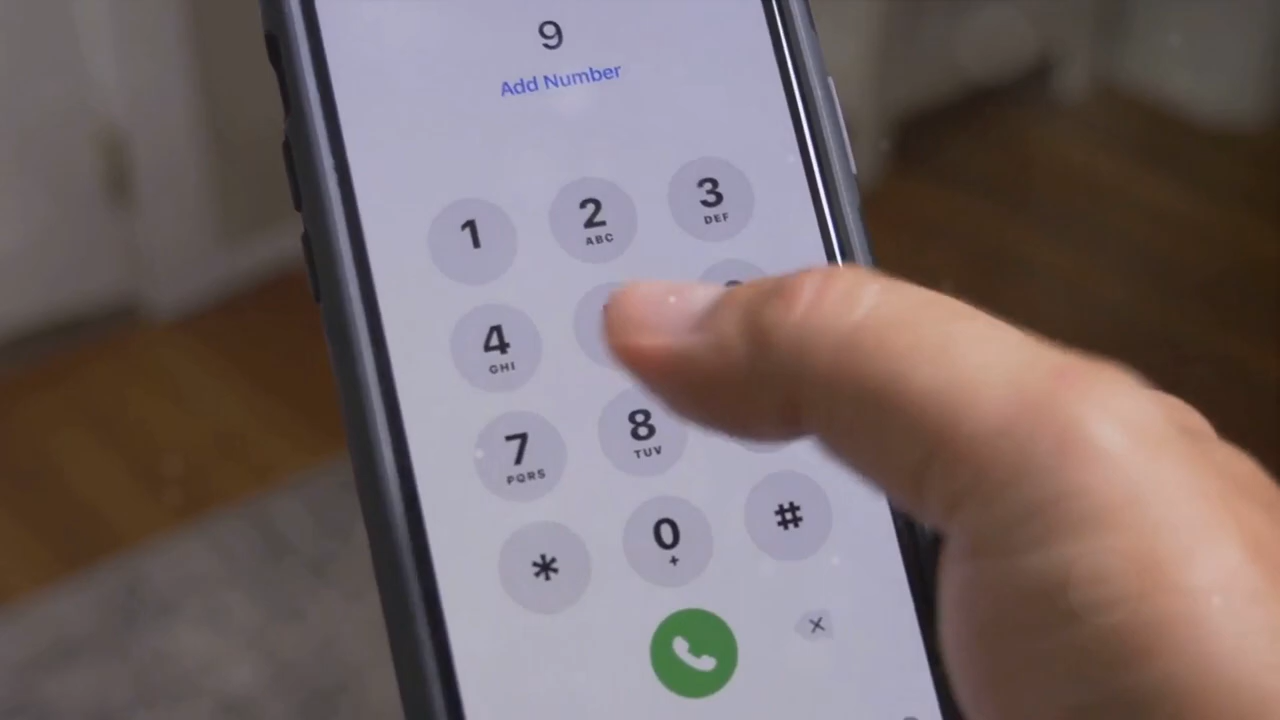 9
Add Number
1 2 3
ABC DEF
4
GHI
7 8
PQRS TUV
* 0 #
+